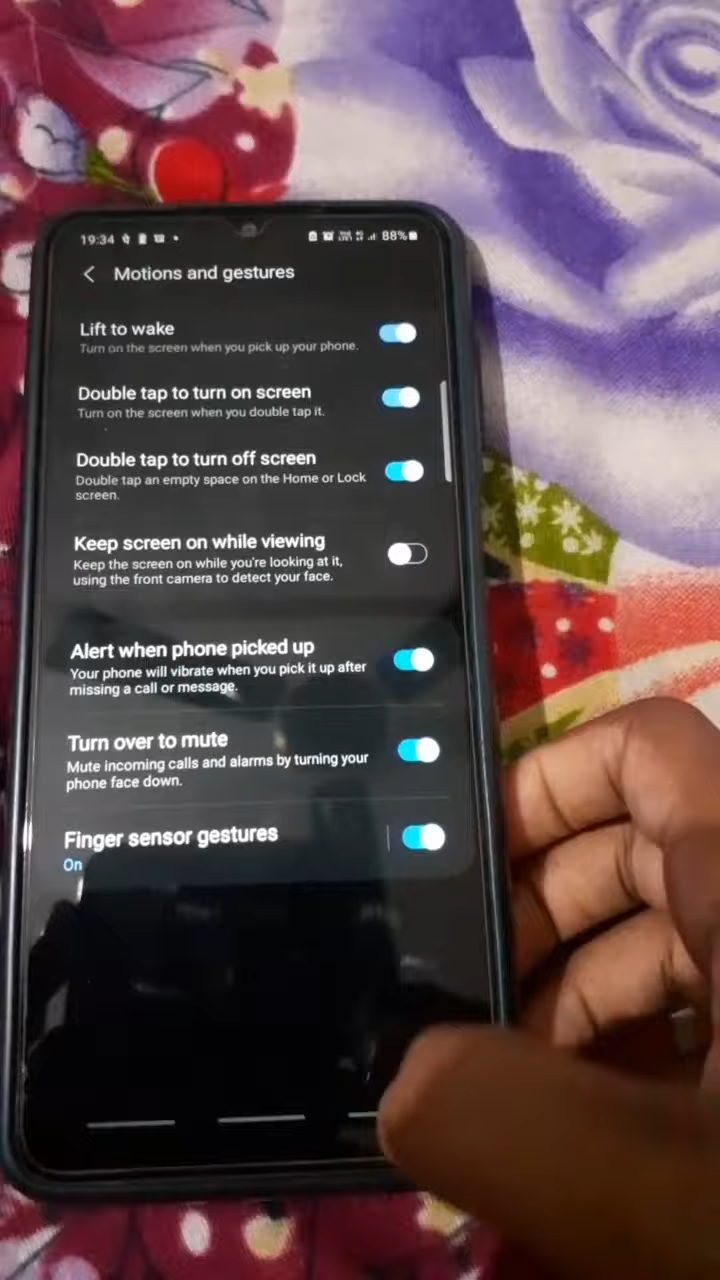 19:34 88%
Motions and gestures
Lift to wake
Turn on the screen when you pick up your phone.
Double tap to turn on screen
Turn on the screen when you double tap it.
Double tap to turn off screen
Double tap an empty space on the Home or Lock
screen.
Keep screen on while viewing
Keep the screen on while you're looking at it,
using the front camera to detect your face.
Alert when phone picked up
Your phone will vibrate when you pick it up after
missing a call or message.
Turn over to mute
Mute incoming calls and alarms by turning your
phone face down.
Finger sensor gestures
On